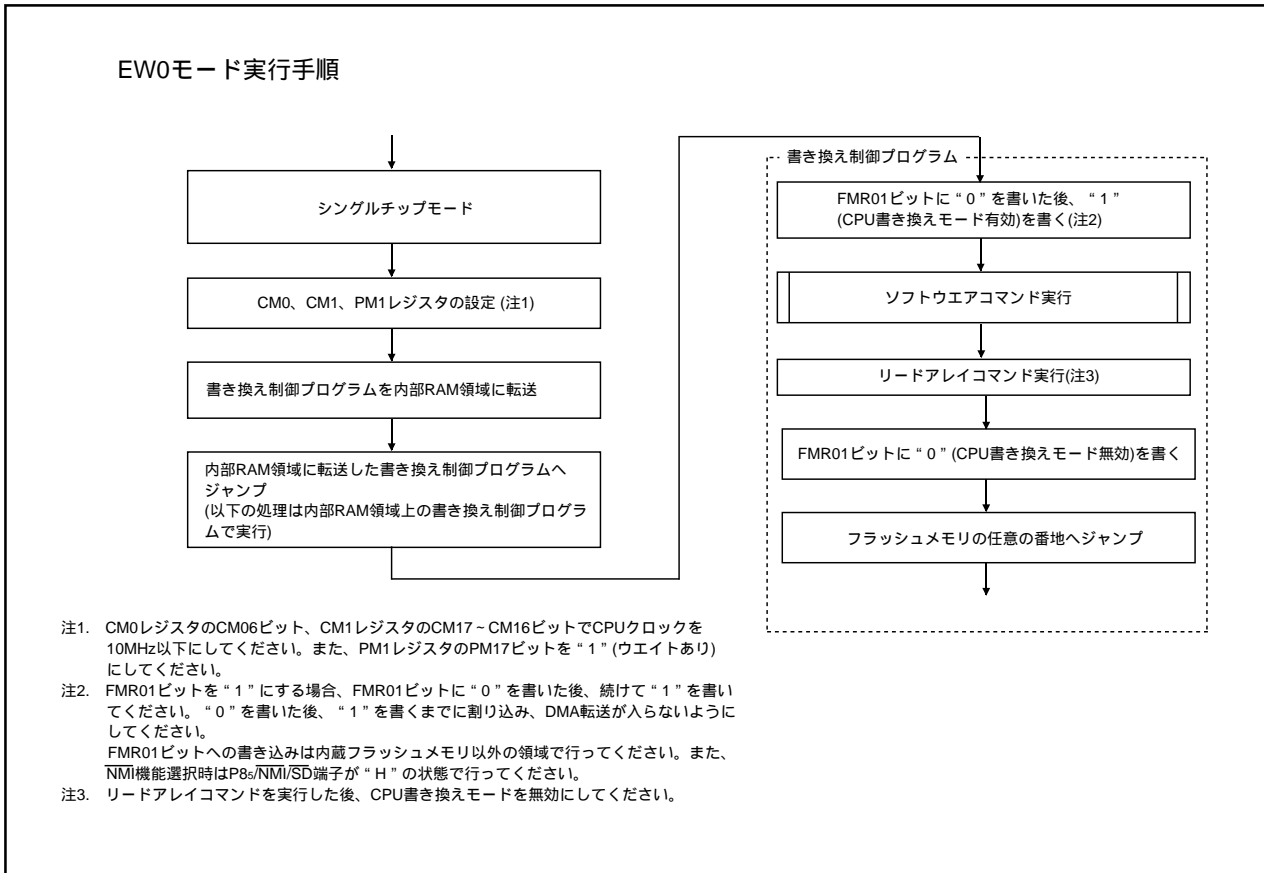 EW0モード実行手順
シングルチップモード
CM0、CM1、PM1レジスタの設定 (注1)
書き換え制御プログラムを内部RAM領域に転送
内部RAM領域に転送した書き換え制御プログラムへ
ジャンプ
(以下の処理は内部RAM領域上の書き換え制御プログラ
ムで実行)
書き換え制御プログラム
FMR01ビットに“0”を書いた後、“1”
(CPU書き換えモード有効)を書く(注2)
ソフトウエアコマンド実行
リードアレイコマンド実行(注3)
FMR01ビットに“0”(CPU書き換えモード無効)を書く
フラッシュメモリの任意の番地へジャンプ
注1. CM0レジスタのCM06ビット、CM1レジスタのCM17～CM16ビットでCPUクロックを
10MHz以下にしてください。また、PM1レジスタのPM17ビットを“1”(ウエイトあり)
にしてください。
注2. FMR01ビットを“1”にする場合、FMR01ビットに“0”を書いた後、続けて“1”を書い
てください。“0”を書いた後、“1”を書くまでに割り込み、DMA転送が入らないように
してください。
FMR01ビットへの書き込みは内蔵フラッシュメモリ以外の領域で行ってください。また、
NMI機能選択時はP85/NMI/SD端子が“H”の状態で行ってください。
注3. リードアレイコマンドを実行した後、CPU書き換えモードを無効にしてください。